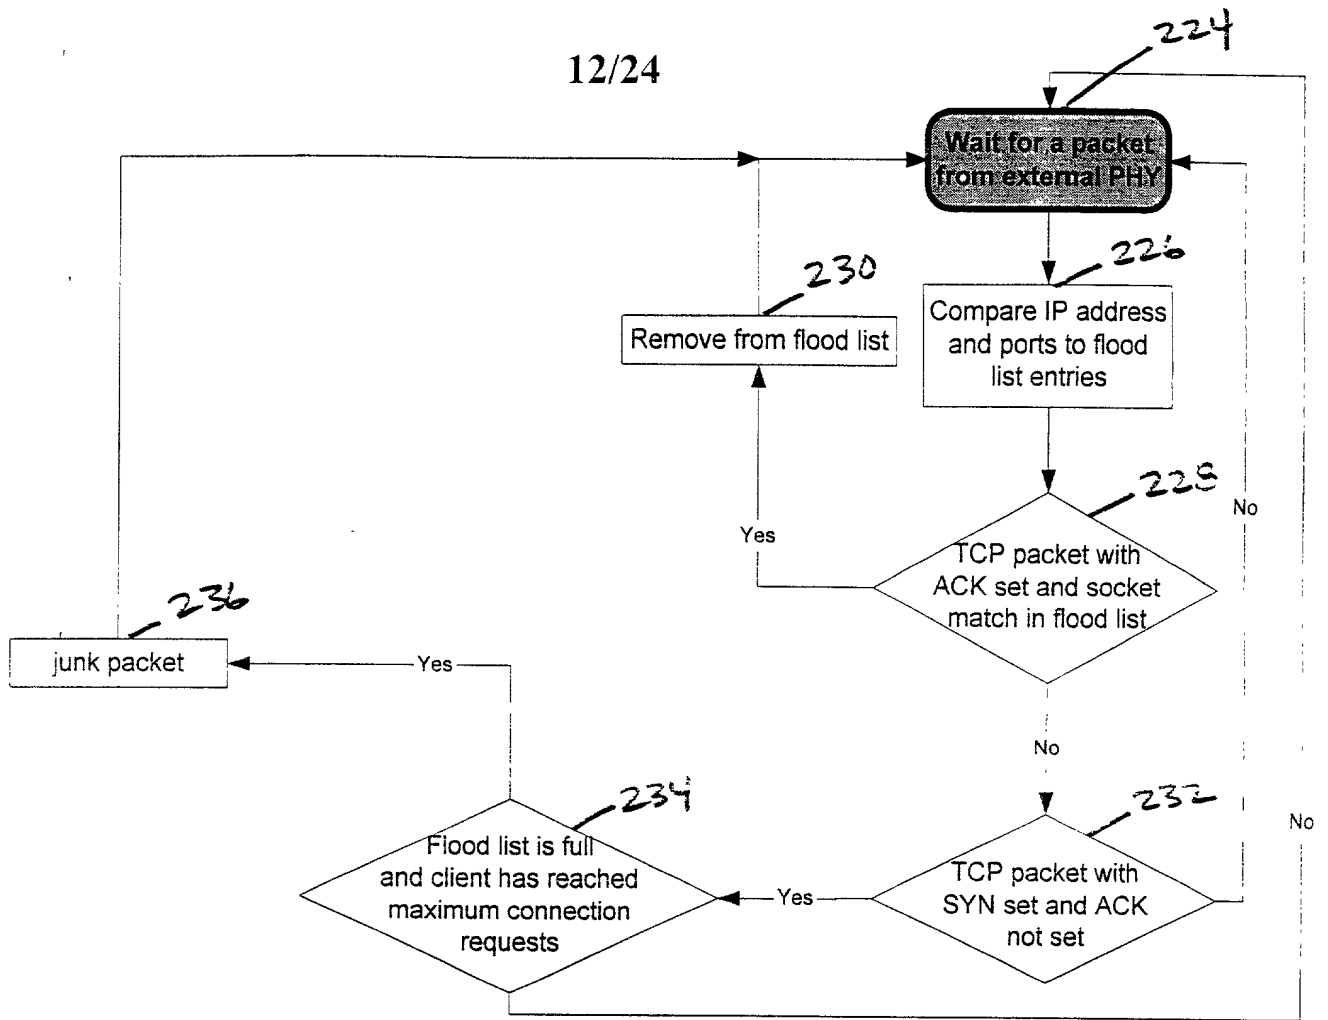 12/24
224
Wait for a packet
from external PHY
226
Compare IP address
and ports to flood
list entries
230
Remove from flood list
228
TCP packet with
ACK set and socket
match in flood list
Yes
No
236
junk packet
Yes
No
234
Flood list is full
and client has reached
maximum connection
requests
Yes
232
TCP packet with
SYN set and ACK
not set
No